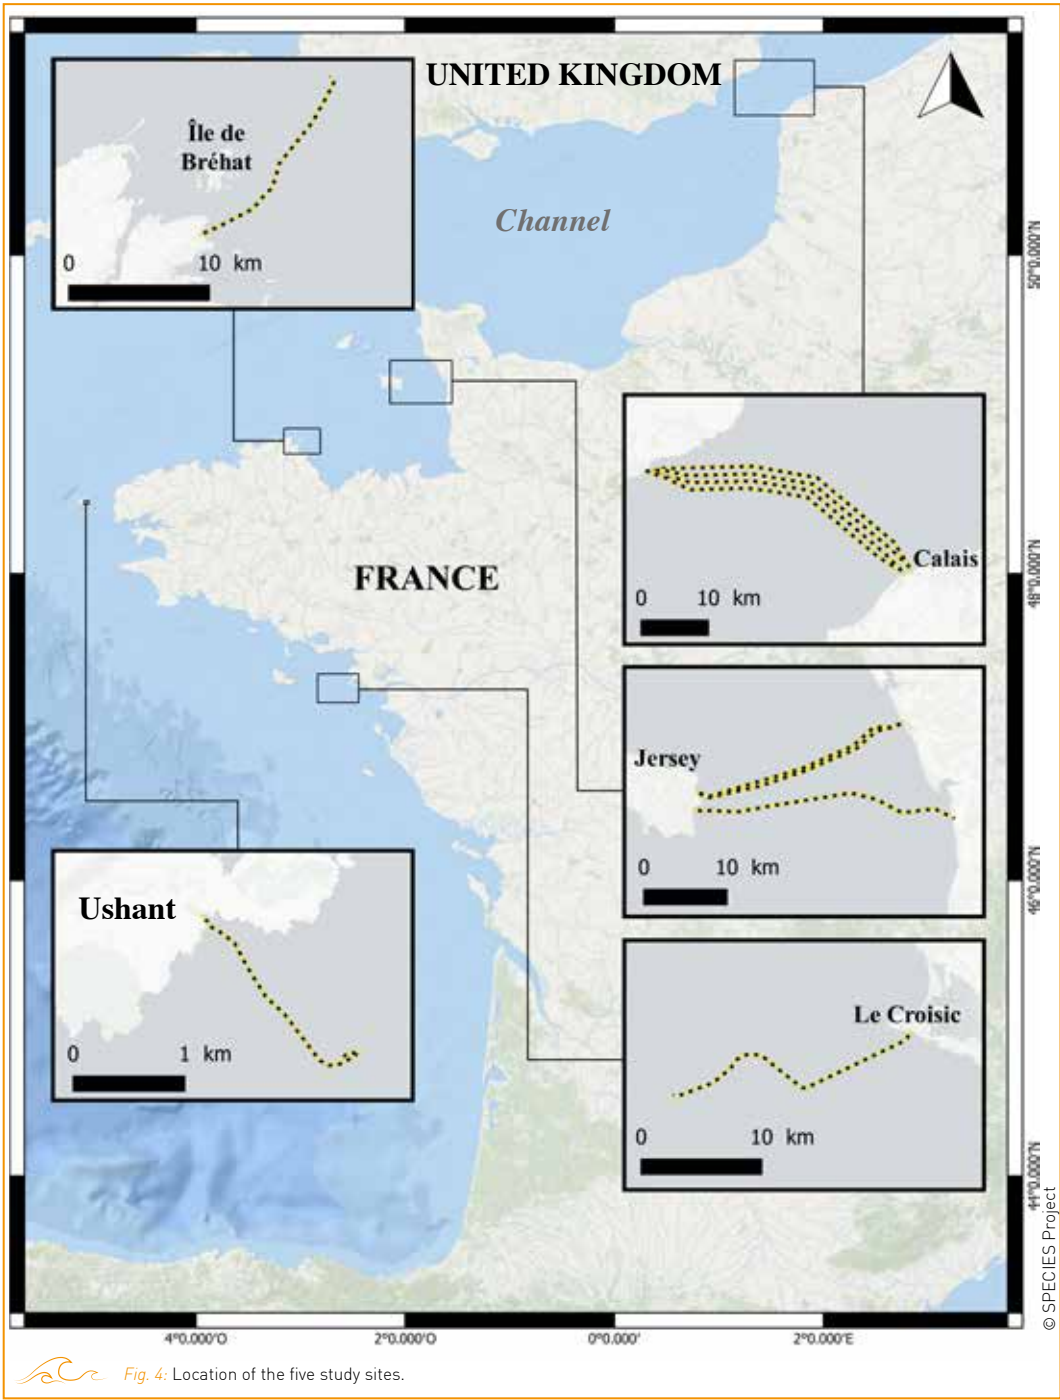 UNITED KINGDOM
Île de
Bréhat
0 10 km
Channel
50°0.000'N
Calais
0 10 km
48°0.000'N
FRANCE
Jersey
0 10 km
46°0.000'N
Ushant
0 1 km
Le Croisic
0 10 km
44°0.000'N
© SPECIES Project
4°0.000'O 2°0.000'O 0°0.000' 2°0.000'E
Fig. 4: Location of the five study sites.